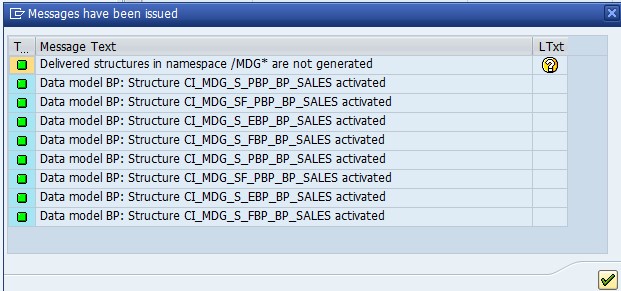 Messages have been issued
T... Message Text LTxt
Delivered structures in namespace /MDG* are not generated
Data model BP: Structure CI_MDG_S_PBP_BP_SALES activated
Data model BP: Structure CI_MDG_SF_PBP_BP_SALES activated
Data model BP: Structure CI_MDG_S_EBP_BP_SALES activated
Data model BP: Structure CI_MDG_S_FBP_BP_SALES activated
Data model BP: Structure CI_MDG_S_PBP_BP_SALES activated
Data model BP: Structure CI_MDG_SF_PBP_BP_SALES activated
Data model BP: Structure CI_MDG_S_EBP_BP_SALES activated
Data model BP: Structure CI_MDG_S_FBP_BP_SALES activated